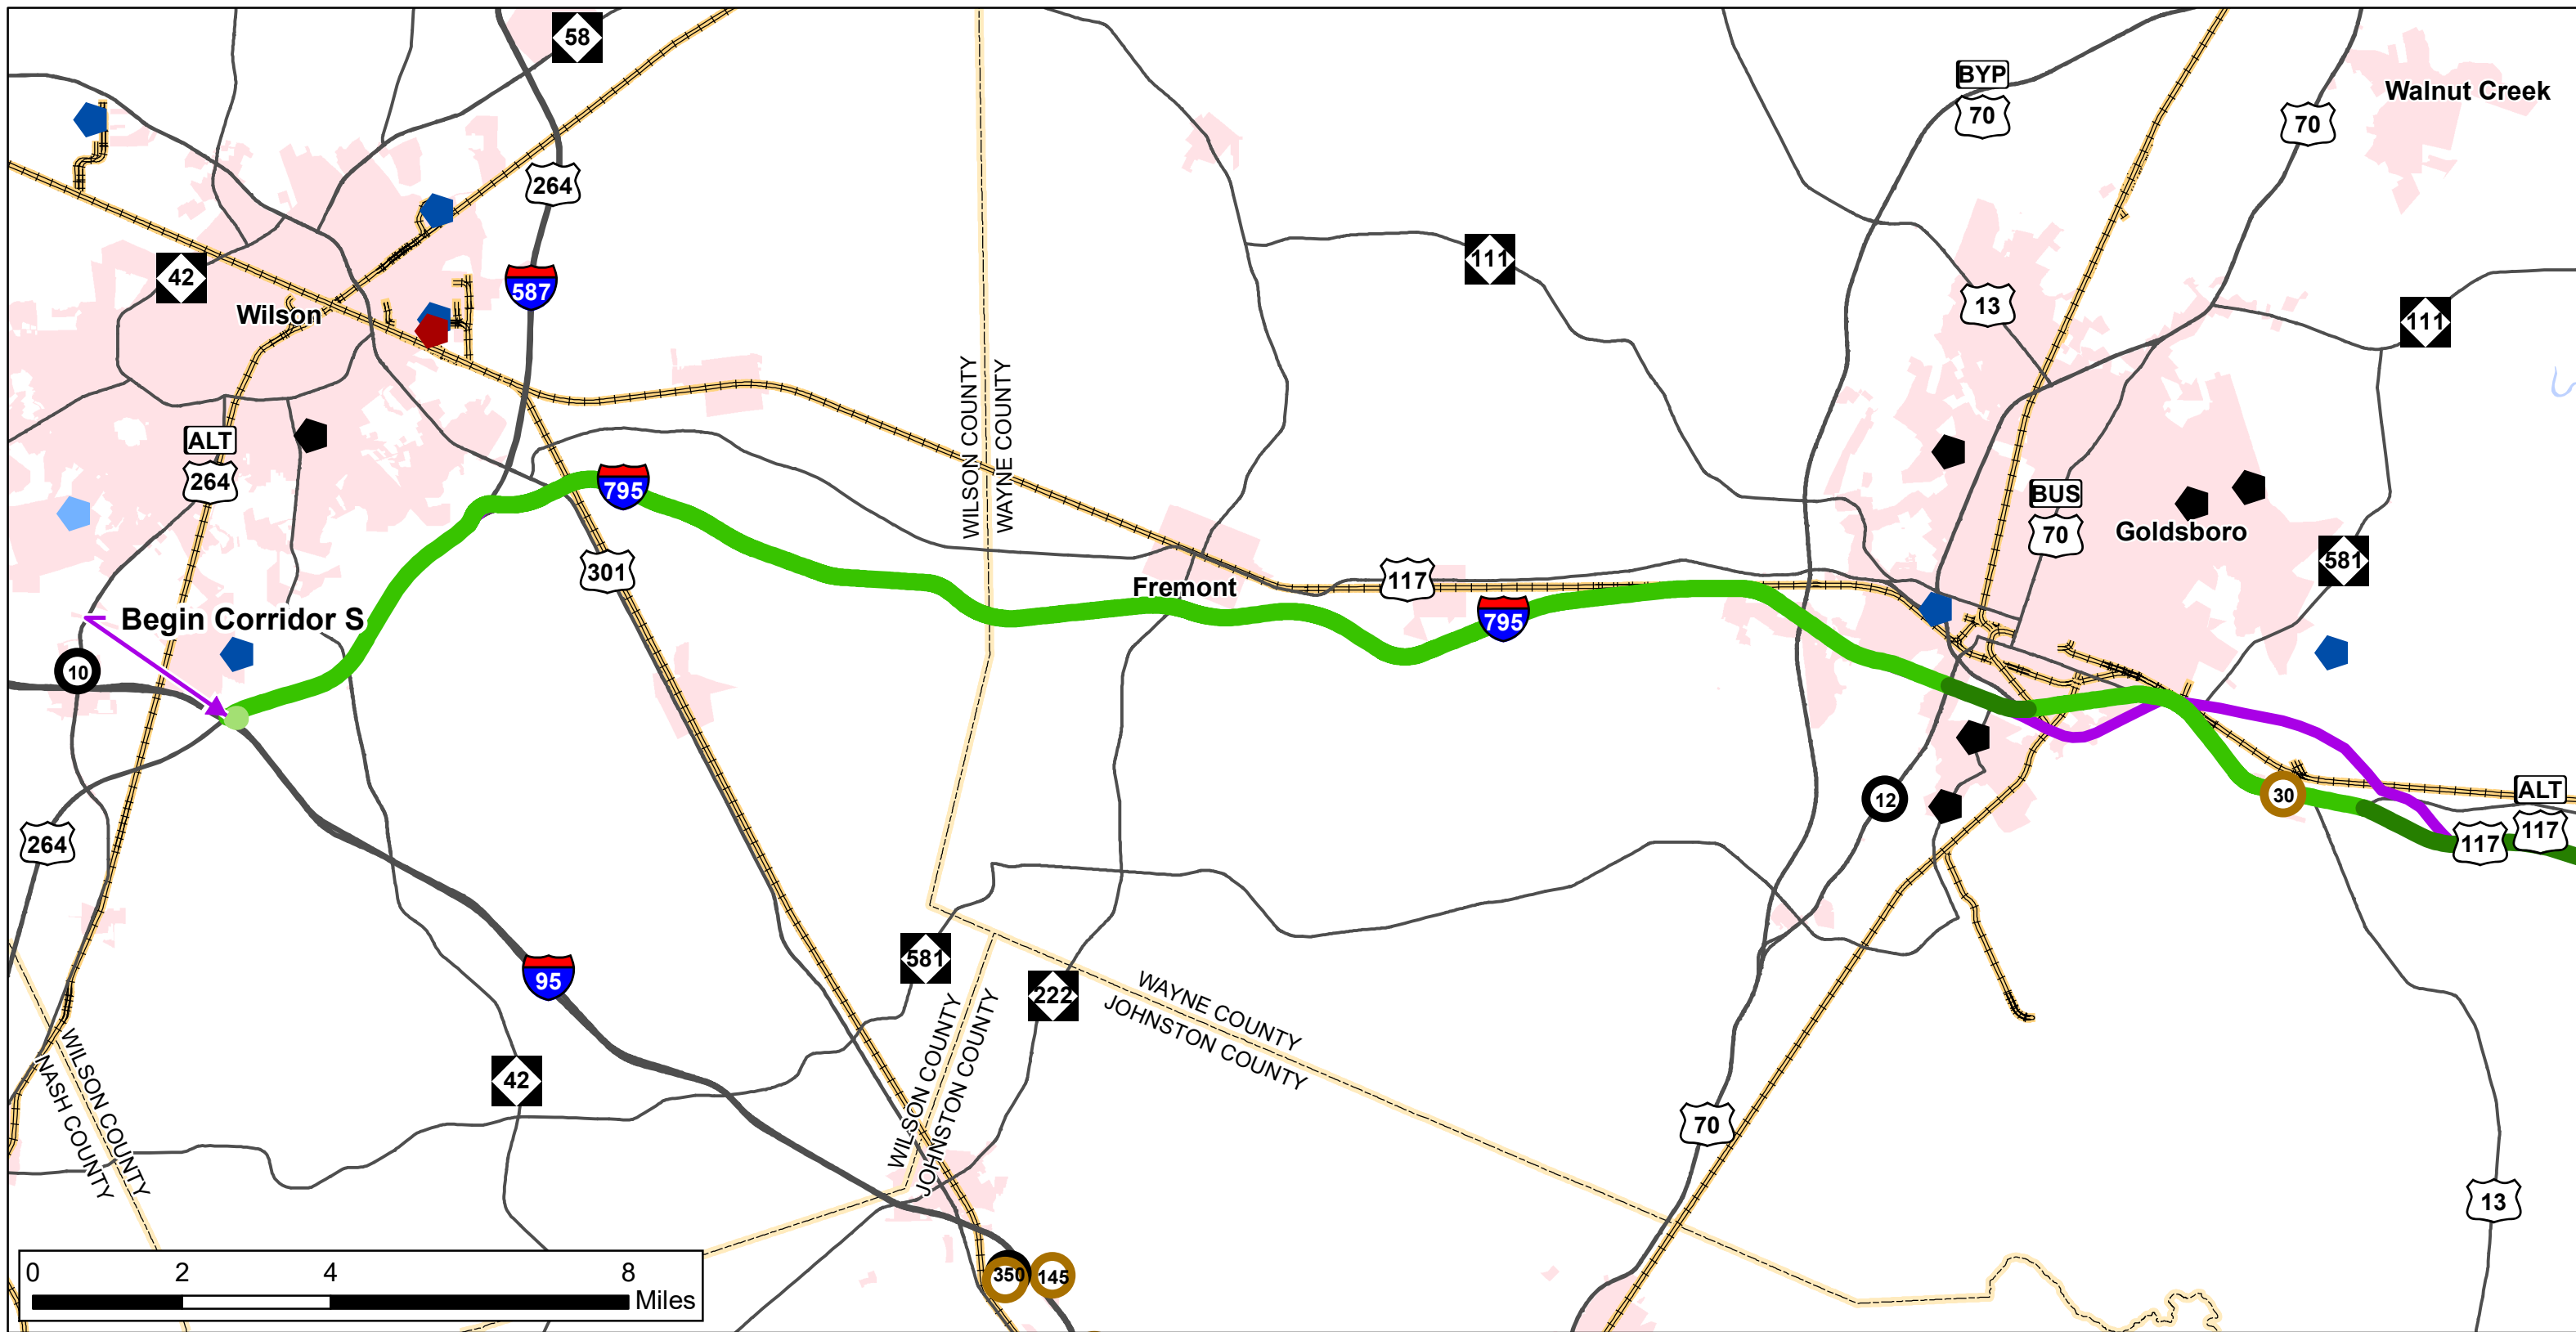 58
BYP
70
70
Walnut Creek
264
42
587
Wilson
111
13
111
ALT
264
795
WILSON COUNTY
WAYNE COUNTY
BUS
70
Goldsboro
581
301
Fremont
117
795
Begin Corridor S
10
264
12
30
ALT
117
117
95
581
222
WAYNE COUNTY
JOHNSTON COUNTY
WILSON COUNTY
JOHNSTON COUNTY
WILSON COUNTY
NASH COUNTY
42
70
13
350
145
0 2 4 8
Miles